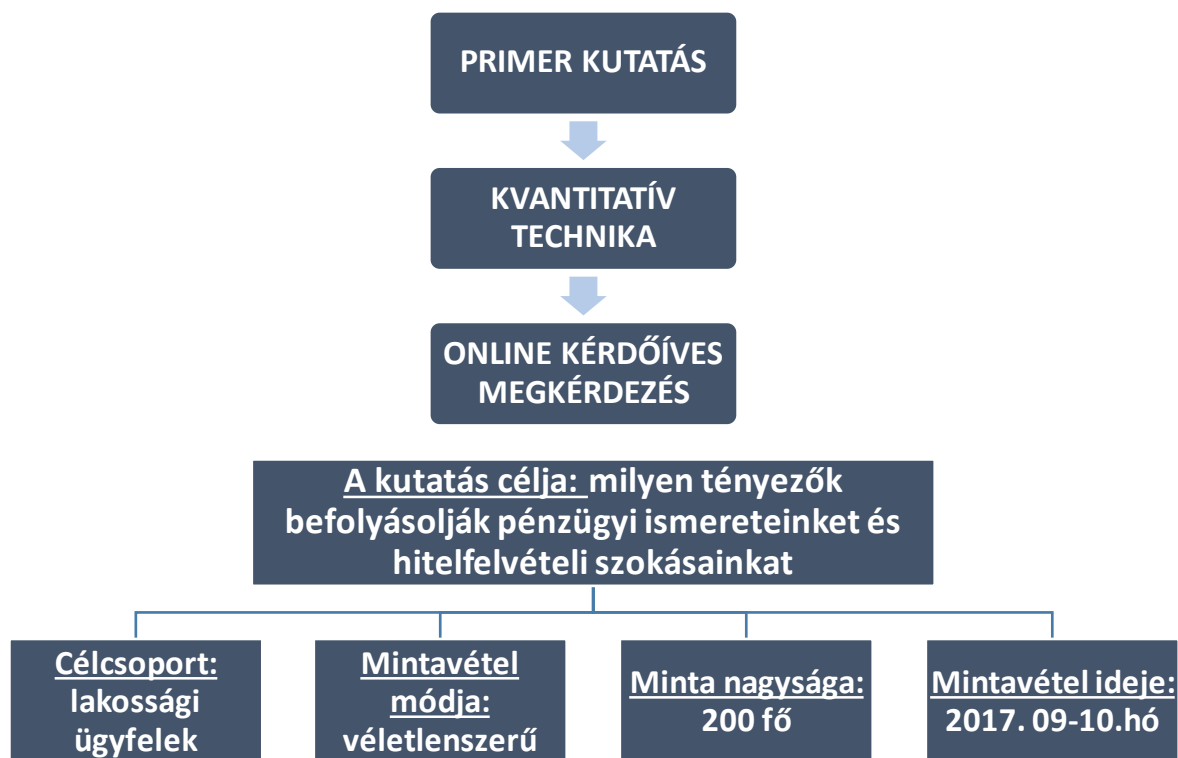 PRIMER KUTATÁS
KVANTITATÍV
TECHNIKA
ONLINE KÉRDŐÍVES
MEGKÉRDEZÉS
A kutatás célja: milyen tényezők
befolyásolják pénzügyi ismereteinket és
hitelfelvételi szokásainkat
Célcsoport:
lakossági
ügyfelek
Mintavétel
módja:
véletlenszerű
Minta nagysága:
200 fő
Mintavétel ideje:
2017. 09-10.hó